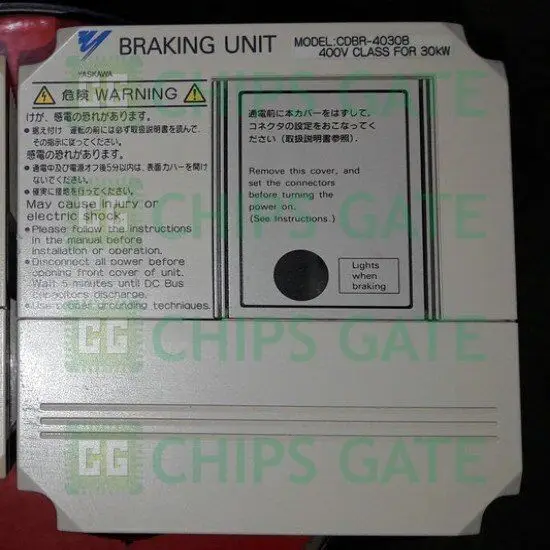 BRAKING UNIT
MODEL:CDBR-4030B
400V CLASS FOR 30kW
YASKAWA
危険 WARNING
けが、感電の恐れがあります。
● 据え付け 運転の前には必ず取扱説明書を読んで、
その指示に従ってください。
感電の恐れがあります。
● 通電中及び電源オフ後5分以内は、表面カバーを開け
ないでください。
● 確実に接地を行ってください。
May cause injury or
electric shock.
● Please follow the instructions
in the manual before
installation or operation.
● Disconnect all power before
opening front cover of unit.
Wait 5 minutes until DC Bus
capacitors discharge.
● Use proper grounding techniques.
通電前に本カバーをはずして、
コネクタの設定をおこなってく
ださい（取扱説明書参照）.
Remove this cover, and
set the connectors
before turning the
power on.
(See Instructions.)
Lights
when
braking
CHIPS GATE
CHIPS GATE
CHIPS GATE
CHIPS GATE